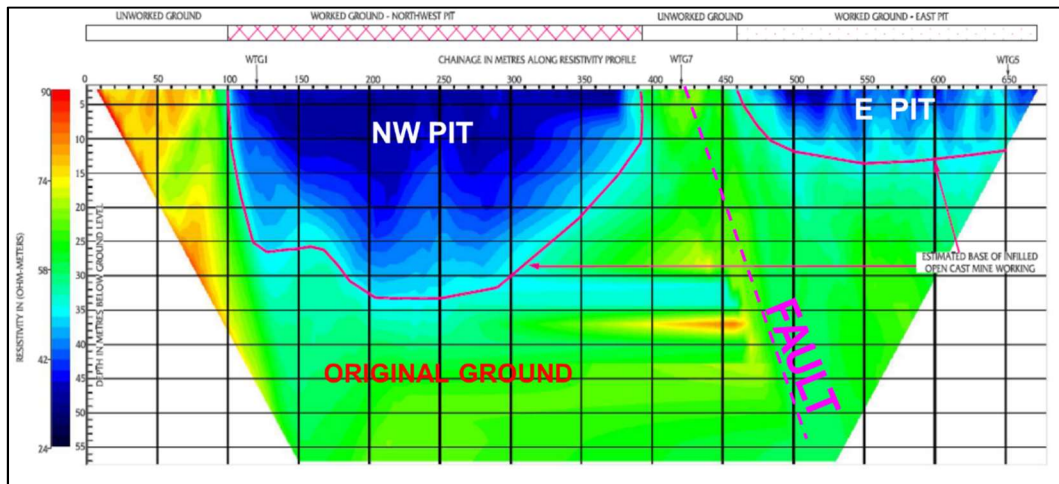 UNWORKED GROUND
WORKED GROUND - NORTHWEST PIT
UNWORKED GROUND
WORKED GROUND - EAST PIT
WTG1
CHAINAGE IN METRES ALONG RESISTIVITY PROFILE
WTG7
WTG5
0 50 100 150 200 250 300 350 400 450 500 550 600 650
90
74
58
42
24
RESISTIVITY IN (OHM-METERS)
DEPTH IN METRES BELOW GROUND LEVEL
5
10
15
20
25
30
35
40
45
50
55
NW PIT
E PIT
ESTIMATED BASE OF INFILLED
OPEN CAST MINE WORKING
FAULT
ORIGINAL GROUND